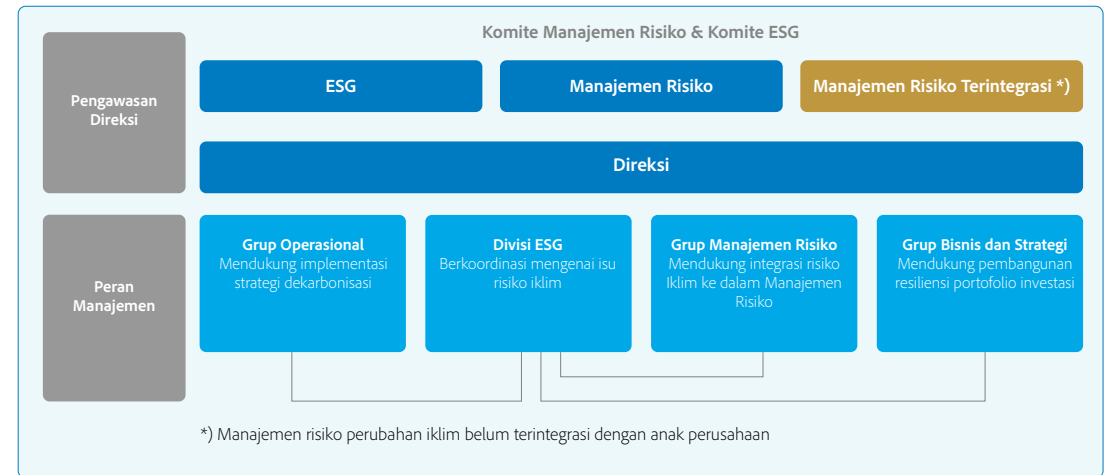 Komite Manajemen Risiko & Komite ESG
Pengawasan
Direksi
ESG
Manajemen Risiko
Manajemen Risiko Terintegrasi *)
Direksi
Peran
Manajemen
Grup Operasional
Mendukung implementasi
strategi dekarbonisasi
Divisi ESG
Berkoordinasi mengenai isu
risiko iklim
Grup Manajemen Risiko
Mendukung integrasi risiko
Iklim ke dalam Manajemen
Risiko
Grup Bisnis dan Strategi
Mendukung pembangunan
resiliensi portofolio investasi
*) Manajemen risiko perubahan iklim belum terintegrasi dengan anak perusahaan